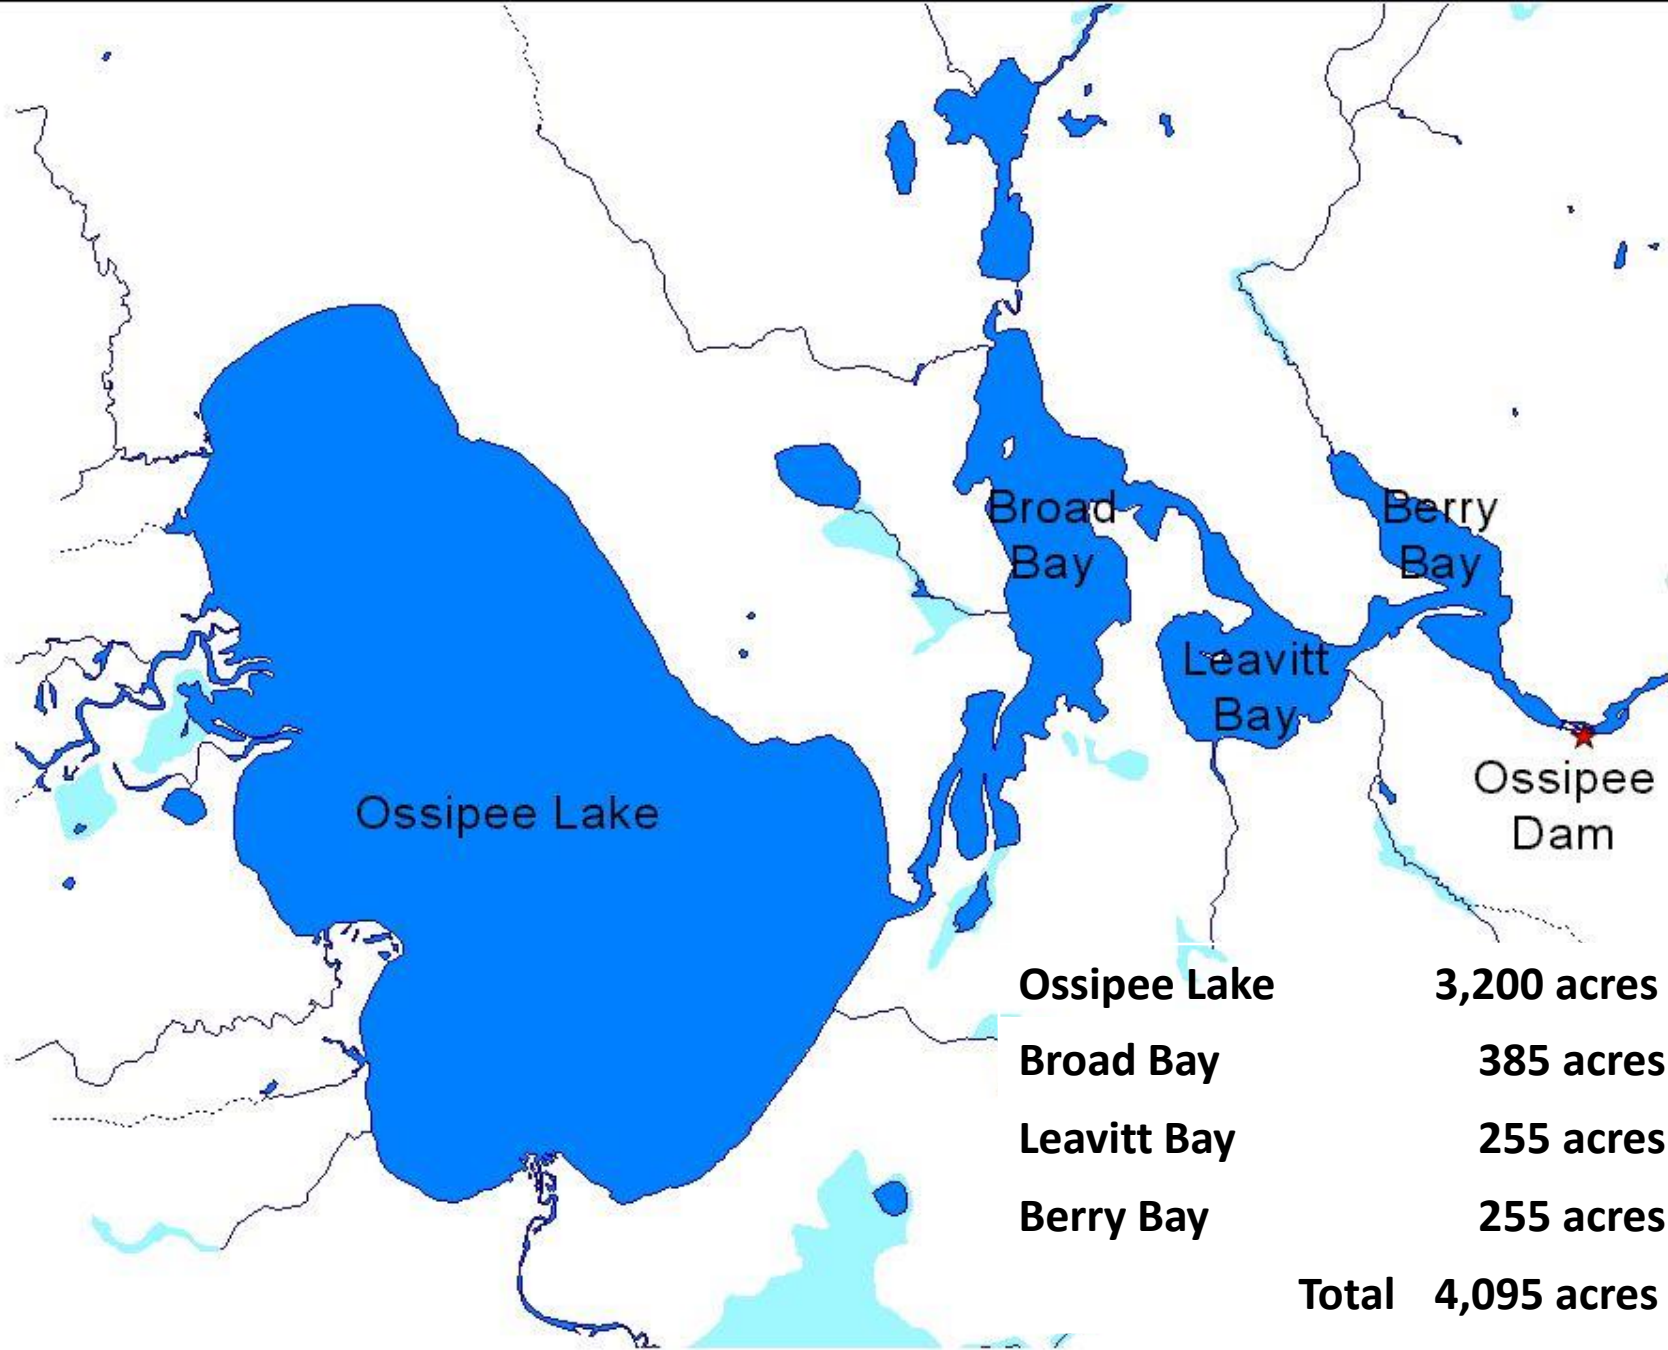 Broad
Bay
Berry
Bay
Leavitt
Bay
Ossipee Lake
Ossipee
Dam
Ossipee Lake 3,200 acres
Broad Bay 385 acres
Leavitt Bay 255 acres
Berry Bay 255 acres
Total 4,095 acres